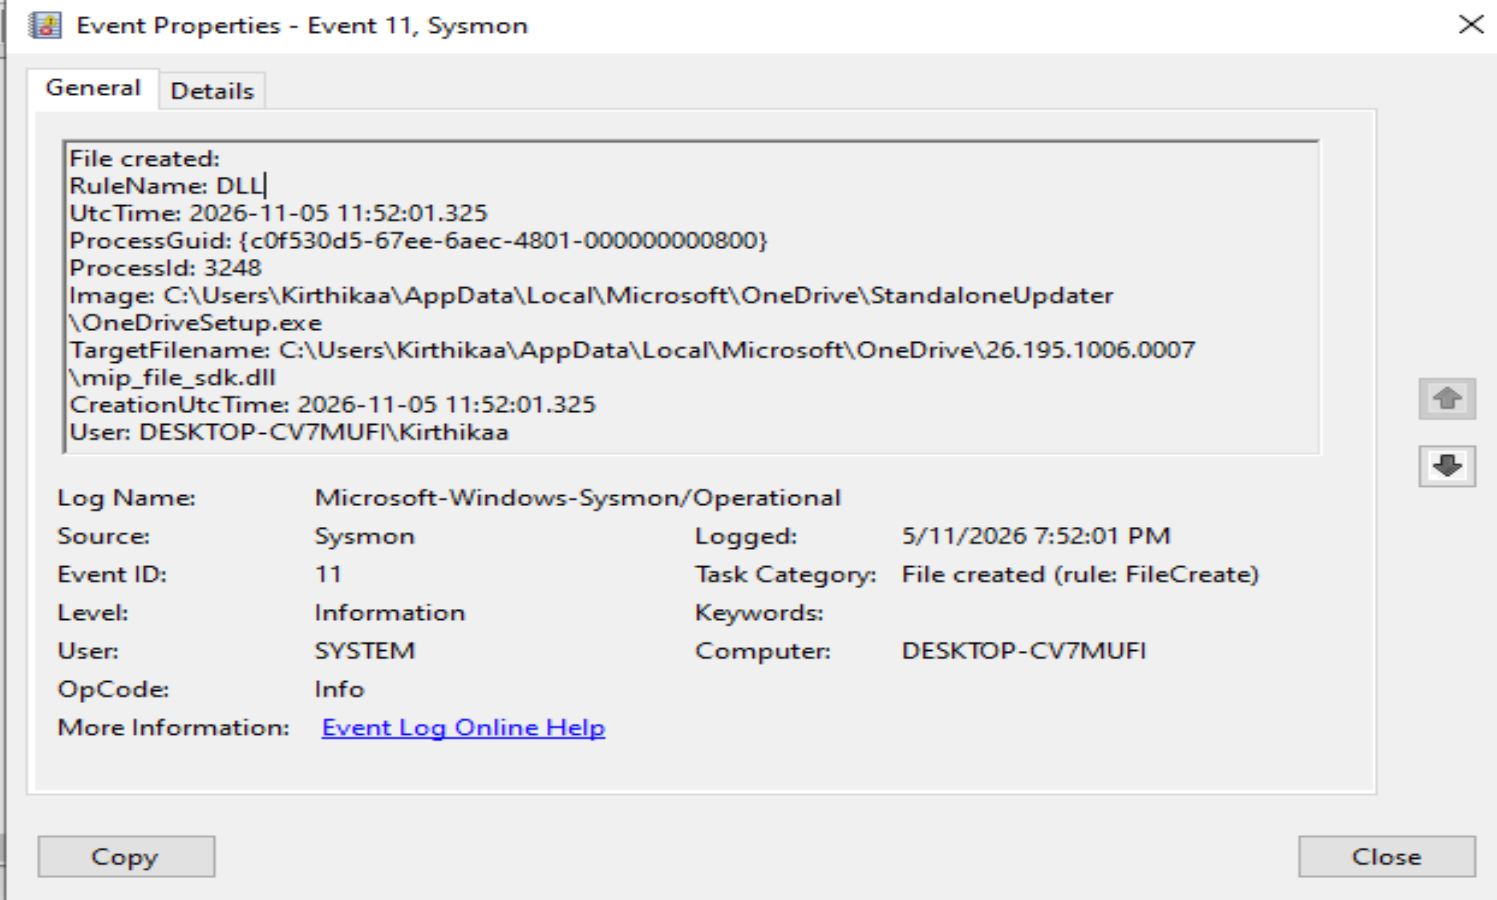 Event Properties - Event 11, Sysmon
General
Details
File created:
RuleName: DLL
UtcTime: 2026-11-05 11:52:01.325
ProcessGuid: {c0f530d5-67ee-6aec-4801-000000000800}
ProcessId: 3248
Image: C:\Users\Kirthikaa\AppData\Local\Microsoft\OneDrive\StandaloneUpdater
\OneDriveSetup.exe
TargetFilename: C:\Users\Kirthikaa\AppData\Local\Microsoft\OneDrive\26.195.1006.0007
\mip_file_sdk.dll
CreationUtcTime: 2026-11-05 11:52:01.325
User: DESKTOP-CV7MUFI\Kirthikaa
Log Name: Microsoft-Windows-Sysmon/Operational
Source: Sysmon Logged: 5/11/2026 7:52:01 PM
Event ID: 11 Task Category: File created (rule: FileCreate)
Level: Information Keywords:
User: SYSTEM Computer: DESKTOP-CV7MUFI
OpCode: Info
More Information: Event Log Online Help
Copy
Close